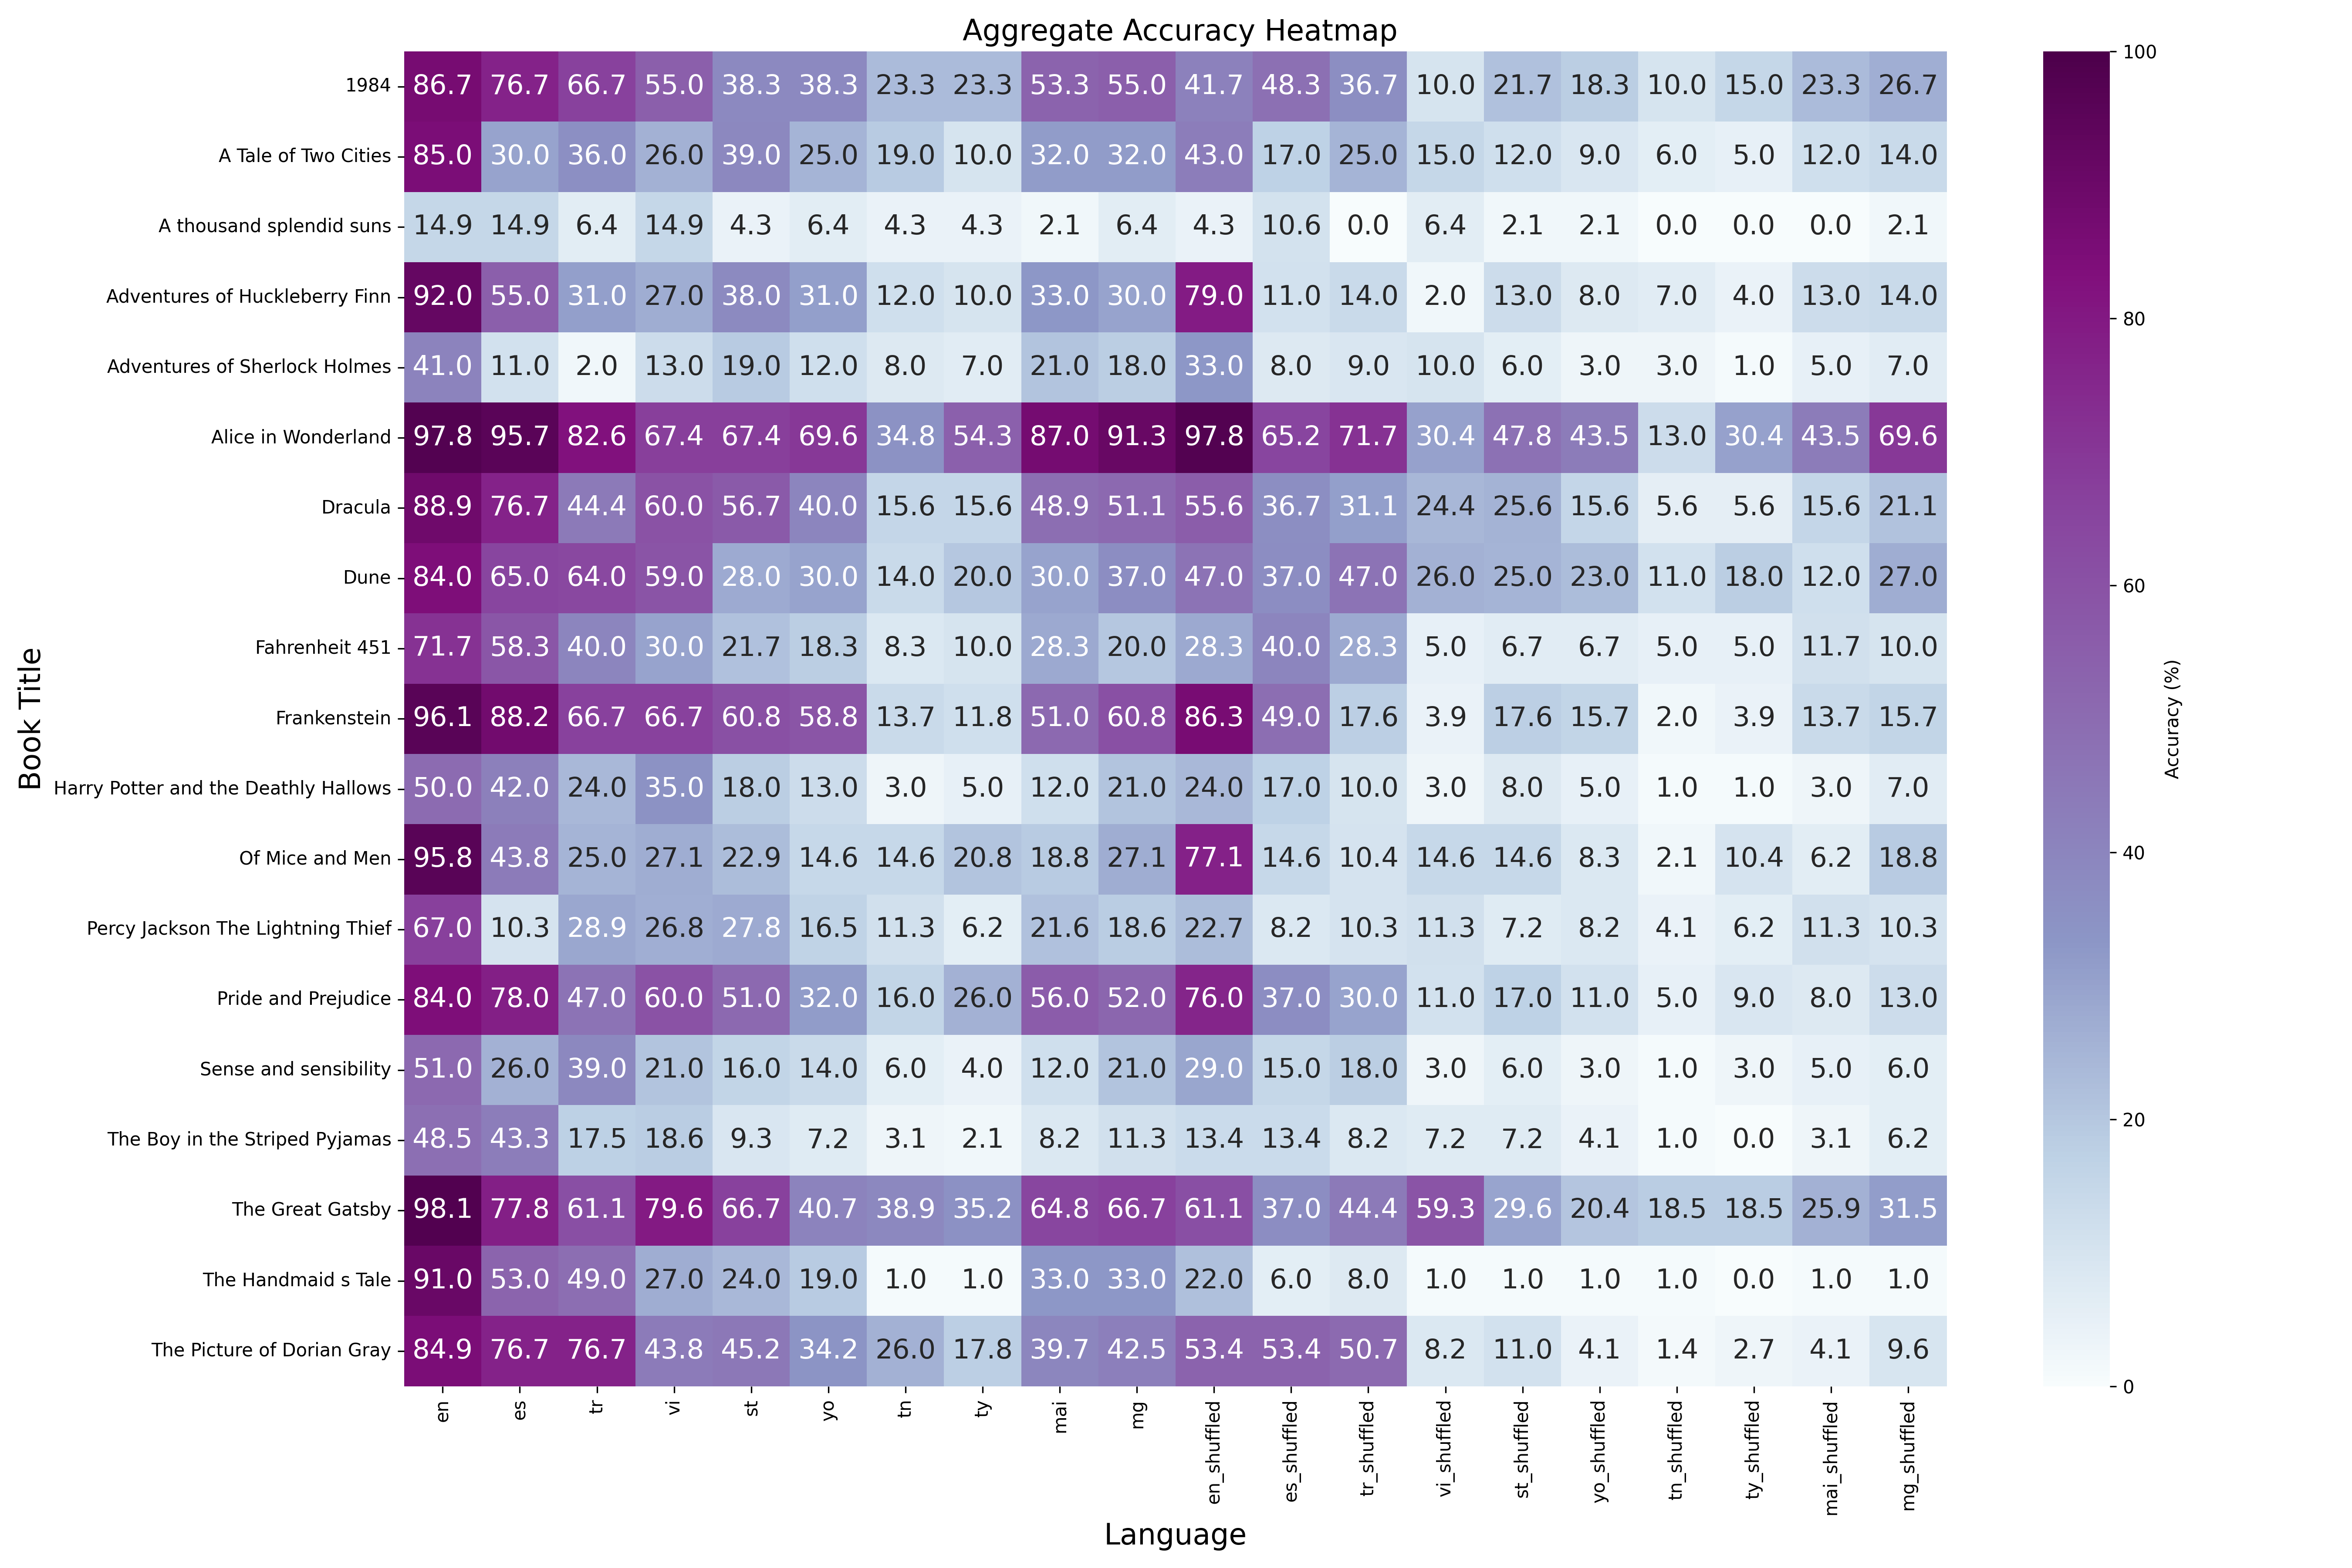 Aggregate Accuracy Heatmap
Book Title
1984 86.7 76.7 66.7 55.0 38.3 38.3 23.3 23.3 53.3 55.0 41.7 48.3 36.7 10.0 21.7 18.3 10.0 15.0 23.3 26.7
A Tale of Two Cities 85.0 30.0 36.0 26.0 39.0 25.0 19.0 10.0 32.0 32.0 43.0 17.0 25.0 15.0 12.0 9.0 6.0 5.0 12.0 14.0
A thousand splendid suns 14.9 14.9 6.4 14.9 4.3 6.4 4.3 4.3 2.1 6.4 4.3 10.6 0.0 6.4 2.1 2.1 0.0 0.0 0.0 2.1
Adventures of Huckleberry Finn 92.0 55.0 31.0 27.0 38.0 31.0 12.0 10.0 33.0 30.0 79.0 11.0 14.0 2.0 13.0 8.0 7.0 4.0 13.0 14.0
Adventures of Sherlock Holmes 41.0 11.0 2.0 13.0 19.0 12.0 8.0 7.0 21.0 18.0 33.0 8.0 9.0 10.0 6.0 3.0 3.0 1.0 5.0 7.0
Alice in Wonderland 97.8 95.7 82.6 67.4 67.4 69.6 34.8 54.3 87.0 91.3 97.8 65.2 71.7 30.4 47.8 43.5 13.0 30.4 43.5 69.6
Dracula 88.9 76.7 44.4 60.0 56.7 40.0 15.6 15.6 48.9 51.1 55.6 36.7 31.1 24.4 25.6 15.6 5.6 5.6 15.6 21.1
Dune 84.0 65.0 64.0 59.0 28.0 30.0 14.0 20.0 30.0 37.0 47.0 37.0 47.0 26.0 25.0 23.0 11.0 18.0 12.0 27.0
Fahrenheit 451 71.7 58.3 40.0 30.0 21.7 18.3 8.3 10.0 28.3 20.0 28.3 40.0 28.3 5.0 6.7 6.7 5.0 5.0 11.7 10.0
Frankenstein 96.1 88.2 66.7 66.7 60.8 58.8 13.7 11.8 51.0 60.8 86.3 49.0 17.6 3.9 17.6 15.7 2.0 3.9 13.7 15.7
Harry Potter and the Deathly Hallows 50.0 42.0 24.0 35.0 18.0 13.0 3.0 5.0 12.0 21.0 24.0 17.0 10.0 3.0 8.0 5.0 1.0 1.0 3.0 7.0
Of Mice and Men 95.8 43.8 25.0 27.1 22.9 14.6 14.6 20.8 18.8 27.1 77.1 14.6 10.4 14.6 14.6 8.3 2.1 10.4 6.2 18.8
Percy Jackson The Lightning Thief 67.0 10.3 28.9 26.8 27.8 16.5 11.3 6.2 21.6 18.6 22.7 8.2 10.3 11.3 7.2 8.2 4.1 6.2 11.3 10.3
Pride and Prejudice 84.0 78.0 47.0 60.0 51.0 32.0 16.0 26.0 56.0 52.0 76.0 37.0 30.0 11.0 17.0 11.0 5.0 9.0 8.0 13.0
Sense and sensibility 51.0 26.0 39.0 21.0 16.0 14.0 6.0 4.0 12.0 21.0 29.0 15.0 18.0 3.0 6.0 3.0 1.0 3.0 5.0 6.0
The Boy in the Striped Pyjamas 48.5 43.3 17.5 18.6 9.3 7.2 3.1 2.1 8.2 11.3 13.4 13.4 8.2 7.2 7.2 4.1 1.0 0.0 3.1 6.2
The Great Gatsby 98.1 77.8 61.1 79.6 66.7 40.7 38.9 35.2 64.8 66.7 61.1 37.0 44.4 59.3 29.6 20.4 18.5 18.5 25.9 31.5
The Handmaid s Tale 91.0 53.0 49.0 27.0 24.0 19.0 1.0 1.0 33.0 33.0 22.0 6.0 8.0 1.0 1.0 1.0 1.0 0.0 1.0 1.0
The Picture of Dorian Gray 84.9 76.7 76.7 43.8 45.2 34.2 26.0 17.8 39.7 42.5 53.4 53.4 50.7 8.2 11.0 4.1 1.4 2.7 4.1 9.6
en es tr vi st yo tn ty mai mg en_shuffled es_shuffled tr_shuffled vi_shuffled st_shuffled yo_shuffled tn_shuffled ty_shuffled mai_shuffled mg_shuffled
Language
100
80
60
40
20
0
Accuracy (%)